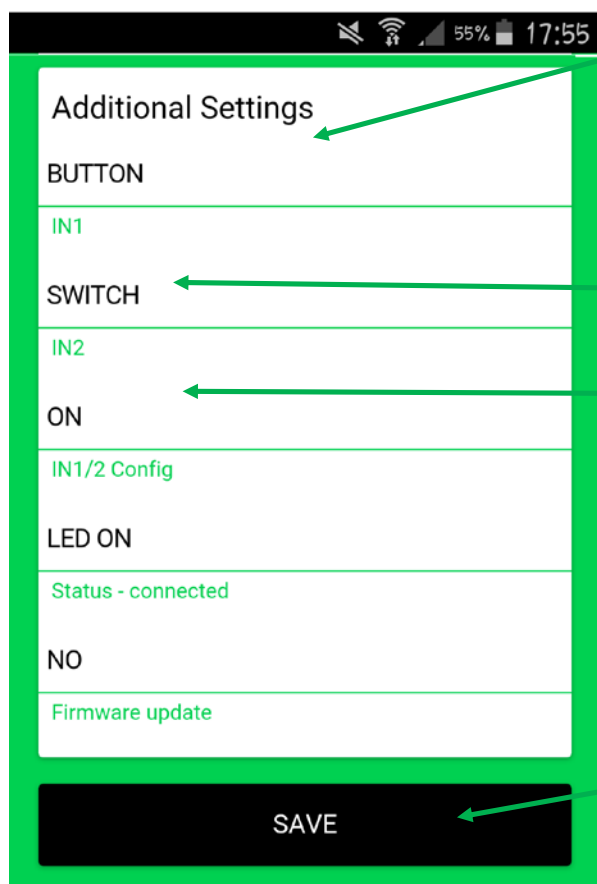 55% 17:55
Additional Settings
BUTTON
IN1
SWITCH
IN2
ON
IN1/2 Config
LED ON
Status - connected
NO
Firmware update
SAVE